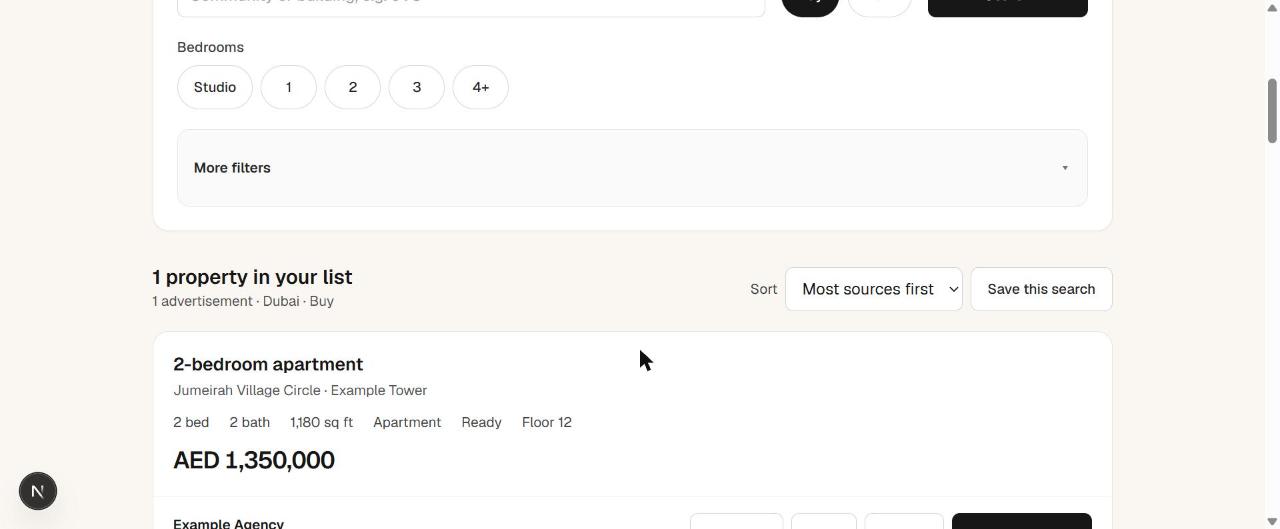 Bedrooms
Studio 1 2 3 4+
More filters
1 property in your list
1 advertisement · Dubai · Buy
Sort Most sources first Save this search
2-bedroom apartment
Jumeirah Village Circle · Example Tower
2 bed 2 bath 1,180 sq ft Apartment Ready Floor 12
AED 1,350,000
N
Example Agency